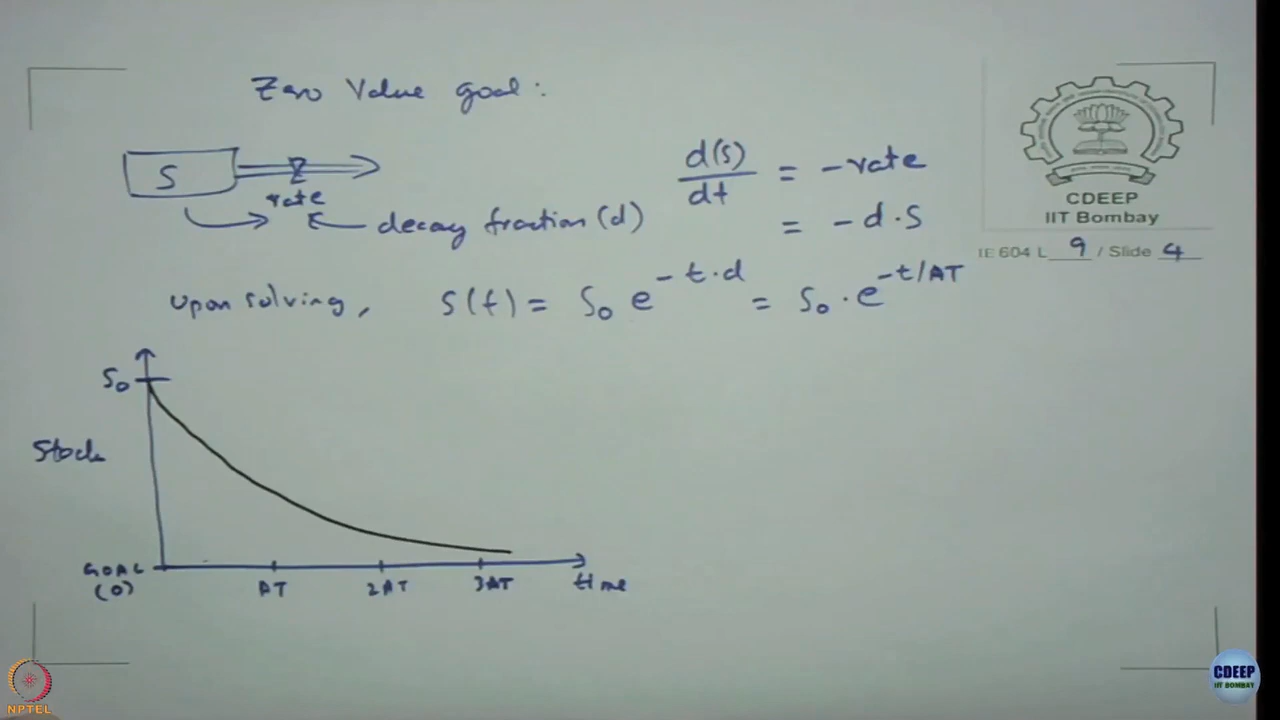 Zero Value goal :
S
rate
decay fraction (d)
d(S)/dt = - rate
= - d · S
CDEEP
IIT Bombay
IE 604 L 9 / Slide 4
Upon solving, S(t) = S₀ e^{-t·d} = S₀ · e^{-t/AT}
S₀
Stock
GOAL
(0)
AT 2AT 3AT time
NPTEL
CDEEP
IIT BOMBAY